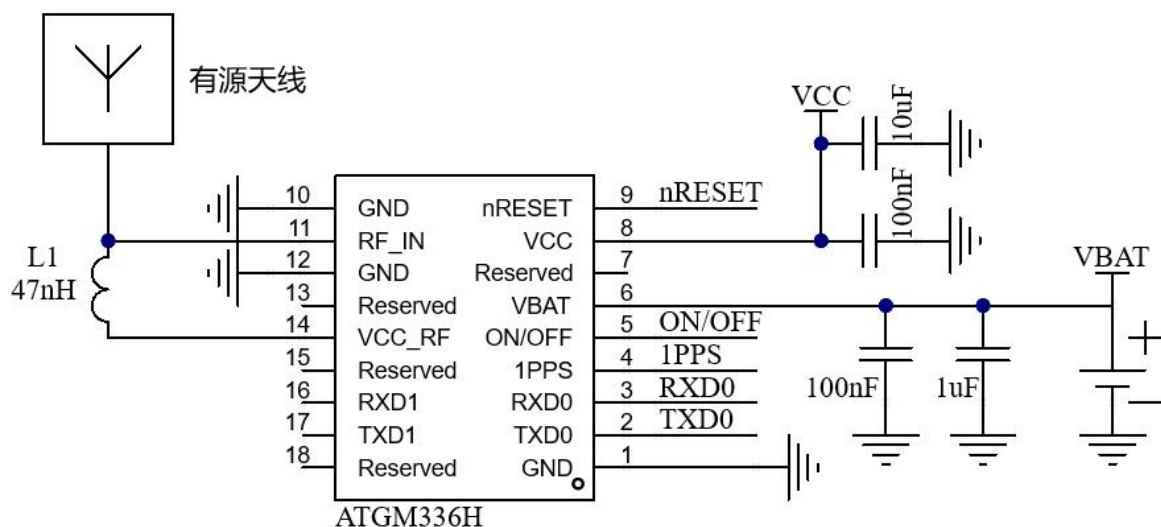 有源天线
VCC
10uF
100nF
10 GND nRESET 9 nRESET
11 RF_IN VCC 8
12 GND Reserved 7
13 Reserved VBAT 6
14 VCC_RF ON/OFF 5 ON/OFF
15 Reserved 1PPS 4 1PPS
16 RXD1 RXD0 3 RXD0
17 TXD1 TXD0 2 TXD0
18 Reserved GND 1
L1
47nH
VBAT
+
100nF
1uF
ATGM336H